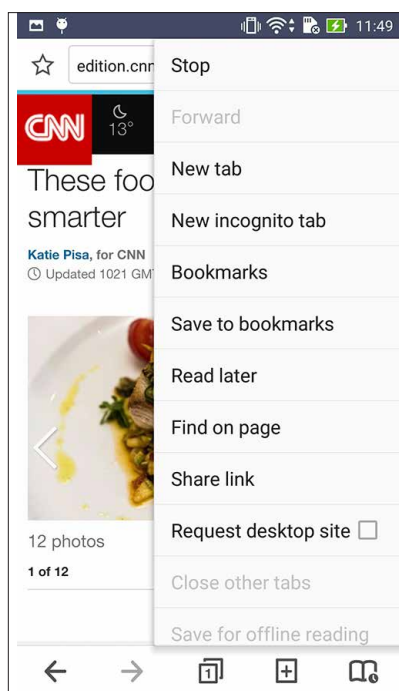 11:49
edition.cnn
Stop
CNN
13°
Forward
These foo
New tab
smarter
New incognito tab
Katie Pisa, for CNN
Updated 1021 GM
Bookmarks
Save to bookmarks
Read later
Find on page
Share link
Request desktop site
12 photos
1 of 12
Close other tabs
Save for offline reading
1